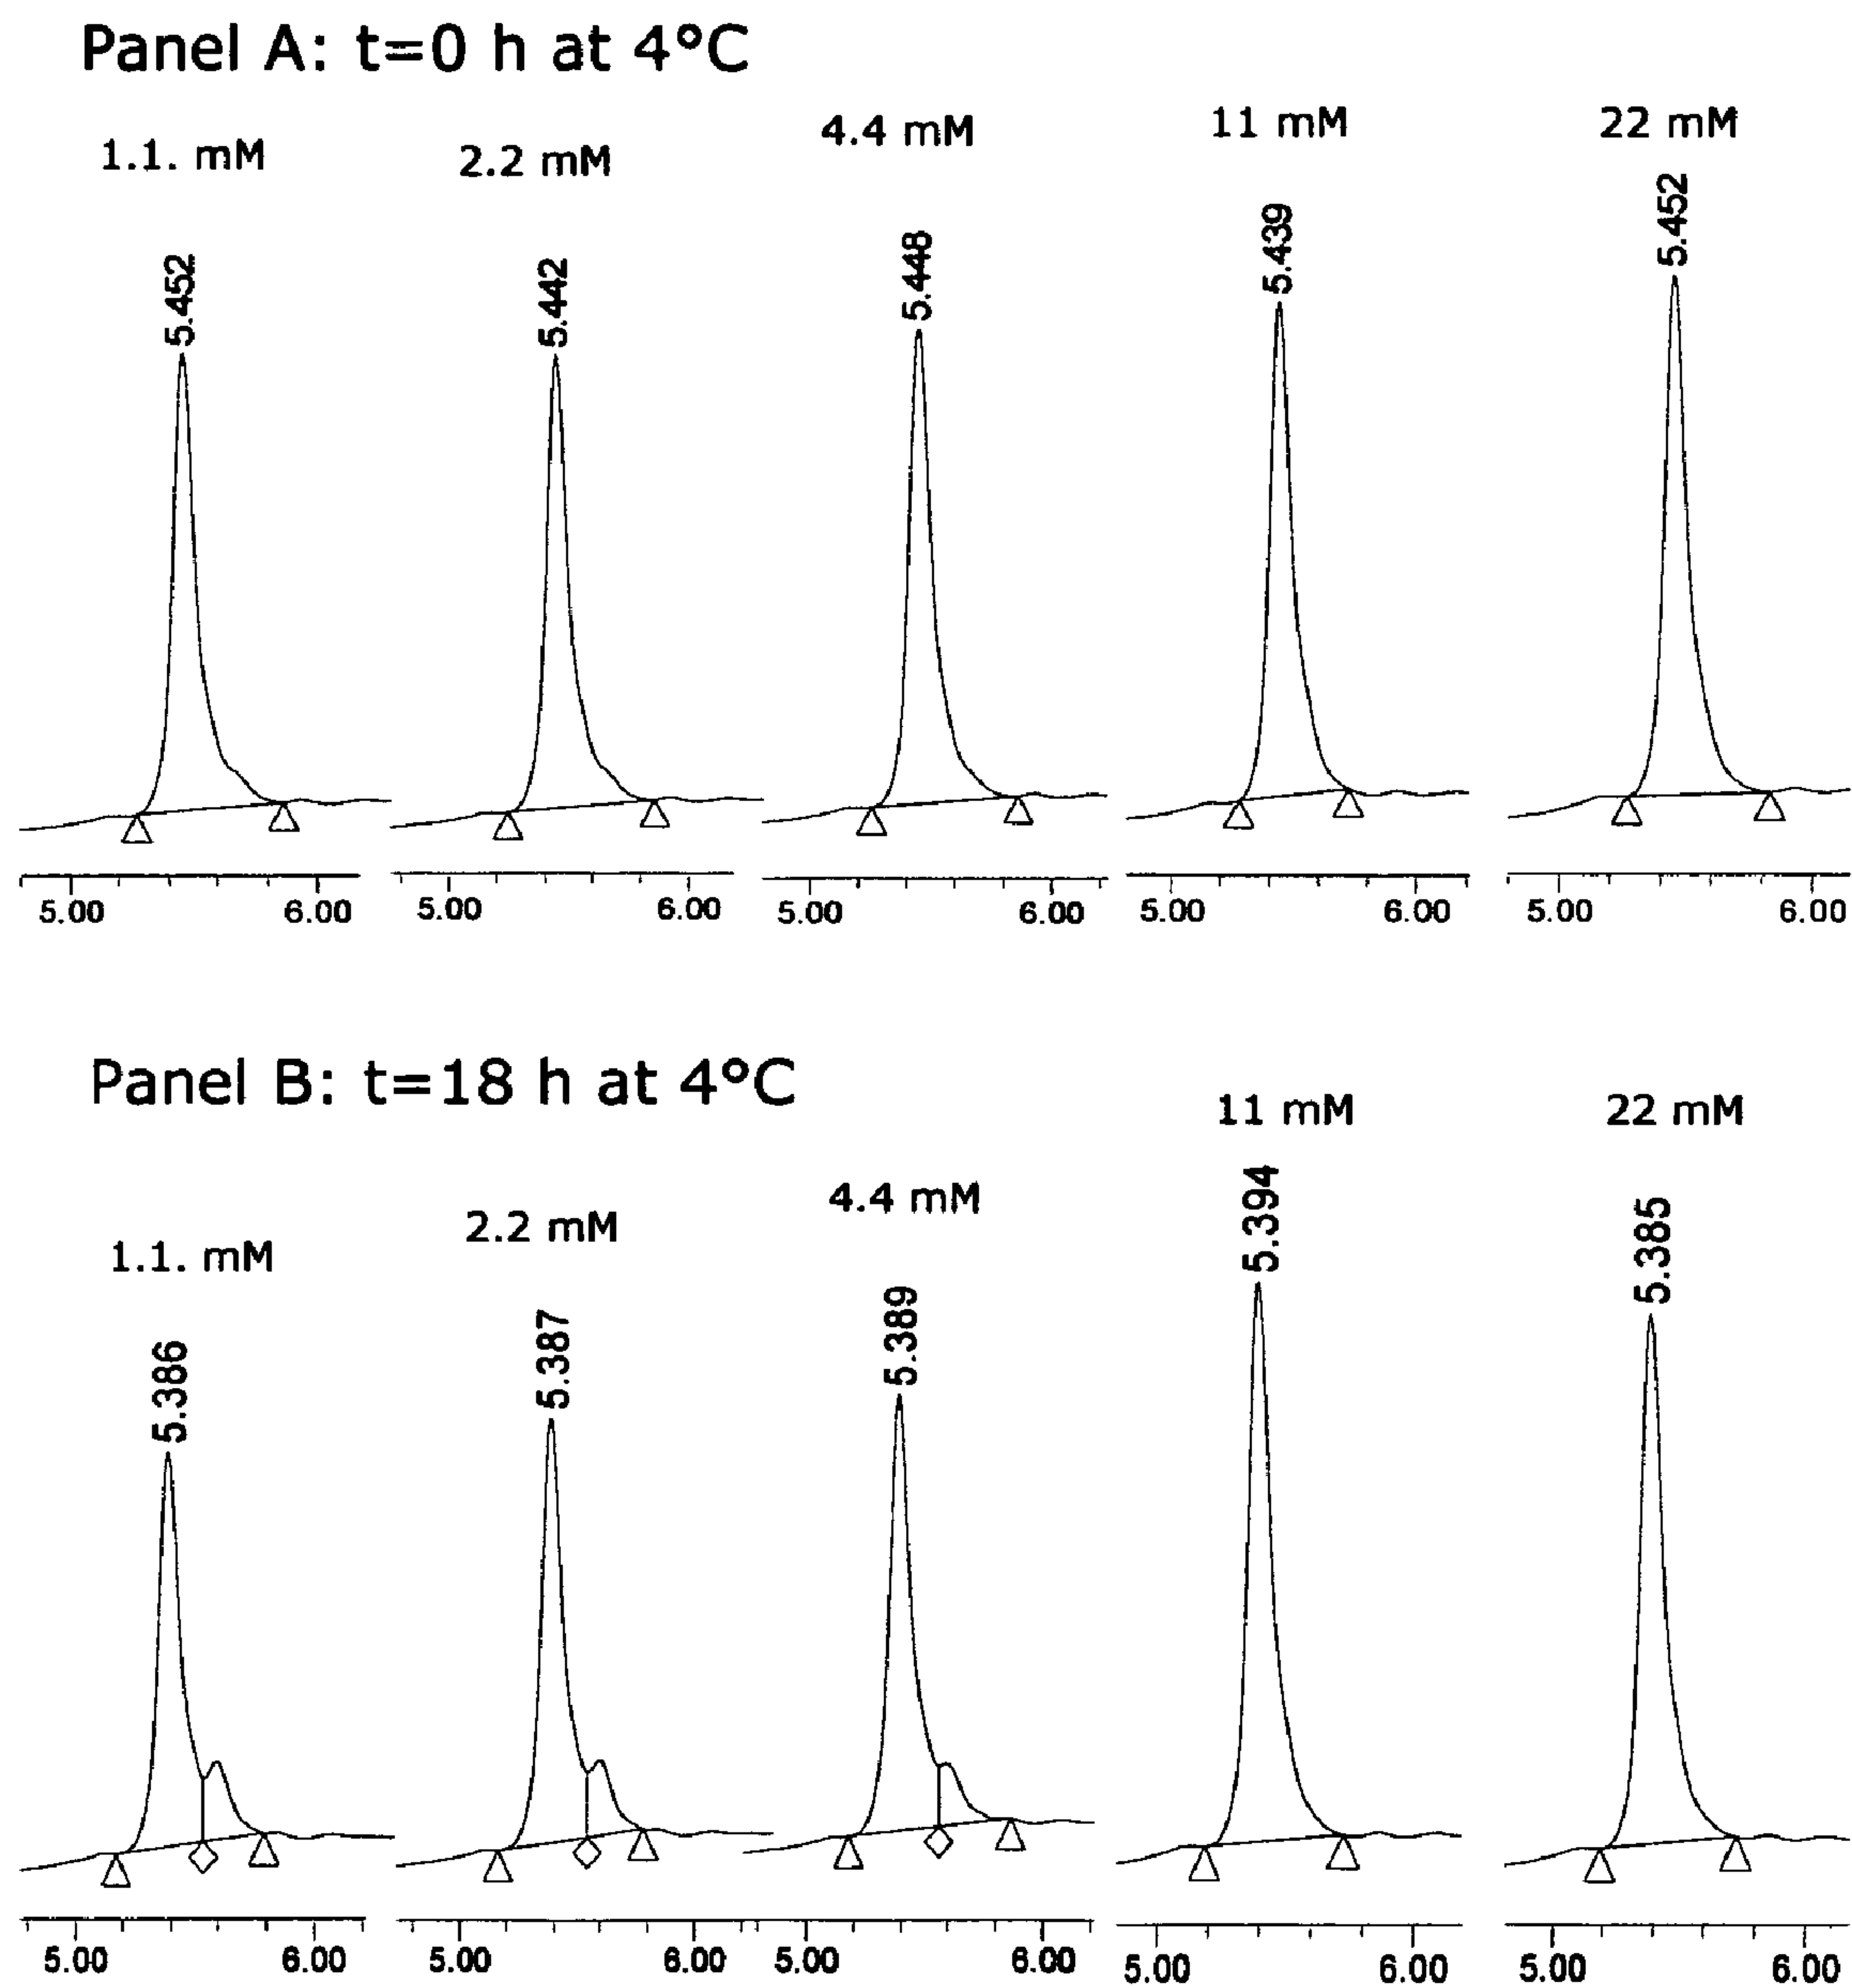 Panel A: t=0 h at 4°C
1.1. mM
2.2 mM
4.4 mM
11 mM
22 mM
5.452
5.442
5.448
5.439
5.452
5.00 6.00
5.00 6.00
5.00 6.00
5.00 6.00
5.00 6.00
Panel B: t=18 h at 4°C
1.1. mM
2.2 mM
4.4 mM
11 mM
22 mM
5.386
5.387
5.389
5.394
5.385
5.00 6.00
5.00 6.00
5.00 6.00
5.00 6.00
5.00 6.00